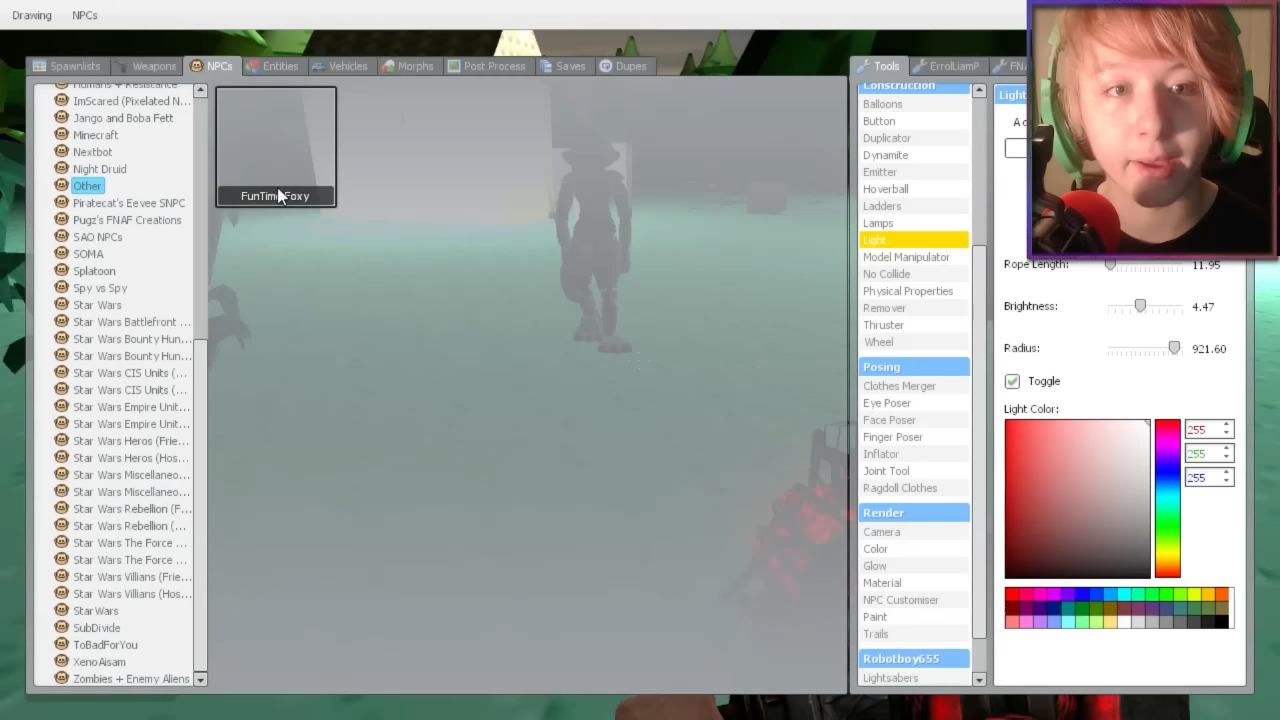 Drawing
NPCs
Spawnlists
Weapons
NPCs
Entities
Vehicles
Morphs
Post Process
Saves
Dupes
Humans + Resistance
ImScared (Pixelated N...
Jango and Boba Fett
Minecraft
Nextbot
Night Druid
Other
Piratecat's Eevee SNPC
Pugz's FNAF Creations
SAO NPCs
SOMA
Splatoon
Spy vs Spy
Star Wars
Star Wars Battlefront ...
Star Wars Bounty Hun...
Star Wars Bounty Hun...
Star Wars CIS Units (...
Star Wars CIS Units (...
Star Wars Empire Unit...
Star Wars Empire Unit...
Star Wars Heros (Frie...
Star Wars Heros (Hos...
Star Wars Miscellaneo...
Star Wars Miscellaneo...
Star Wars Rebellion (F...
Star Wars Rebellion (...
Star Wars The Force ...
Star Wars The Force ...
Star Wars Villians (Frie...
Star Wars Villians (Hos...
StarWars
SubDivide
ToBadForYou
XenoAisam
Zombies + Enemy Aliens
FunTime Foxy
Tools
ErrolLiamP
FNA
Construction
Balloons
Button
Duplicator
Dynamite
Emitter
Hoverball
Ladders
Lamps
Light
Model Manipulator
No Collide
Physical Properties
Remover
Thruster
Wheel
Posing
Clothes Merger
Eye Poser
Face Poser
Finger Poser
Inflator
Joint Tool
Ragdoll Clothes
Render
Camera
Color
Glow
Material
NPC Customiser
Paint
Trails
Robotboy655
Lightsabers
Light
Rope Length: 11.95
Brightness: 4.47
Radius: 921.60
Toggle
Light Color:
255
255
255